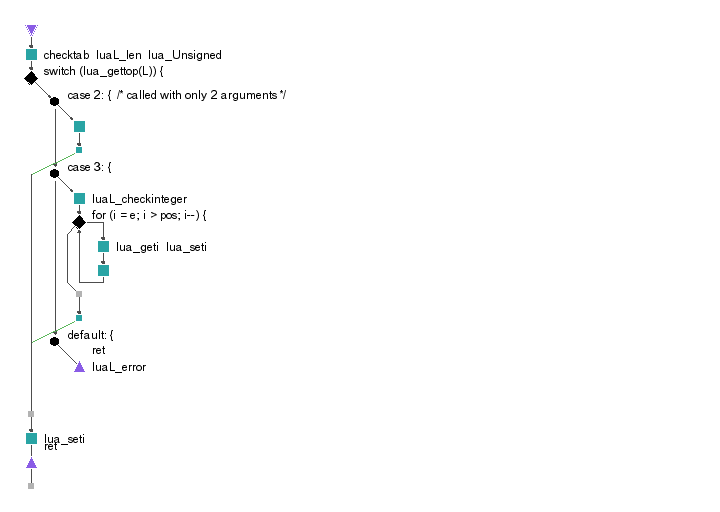 checktab luaL_len lua_Unsigned
switch (lua_gettop(L)) {
case 2: { /* called with only 2 arguments */
case 3: {
luaL_checkinteger
for (i = e; i > pos; i--) {
lua_geti lua_seti
default: {
ret
luaL_error
lua_seti
ret